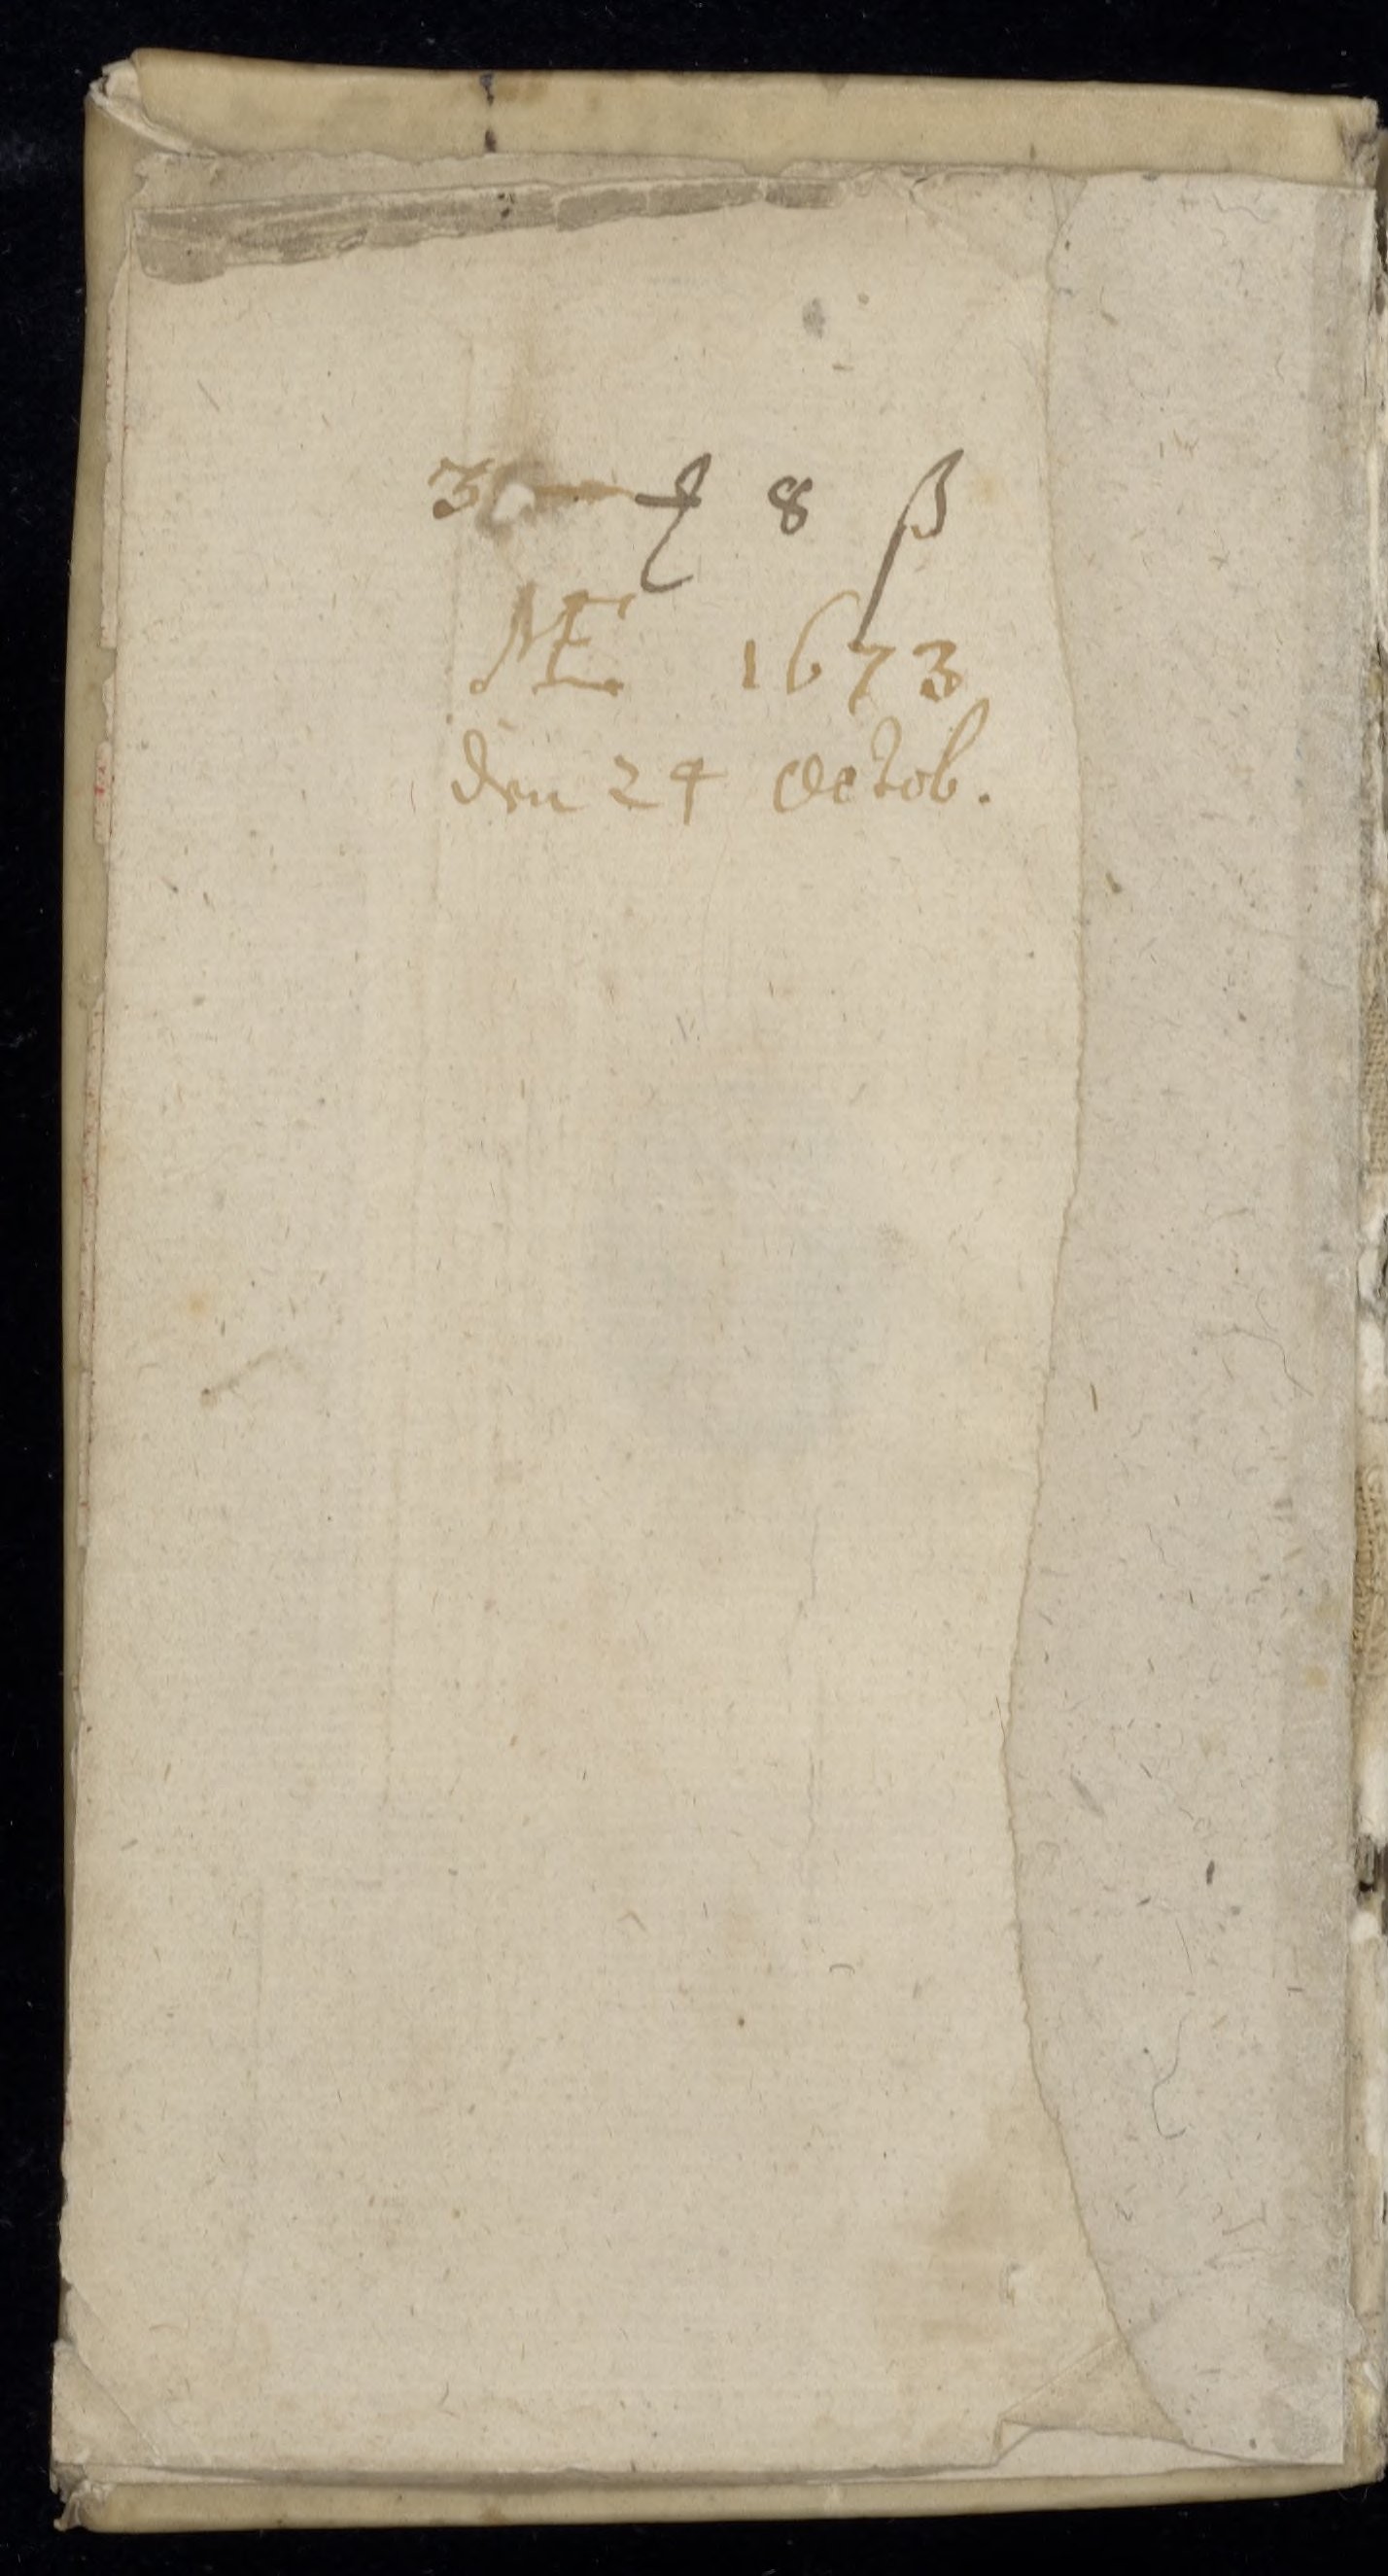 3 8 ß
ME 1673
den 24 Octob.